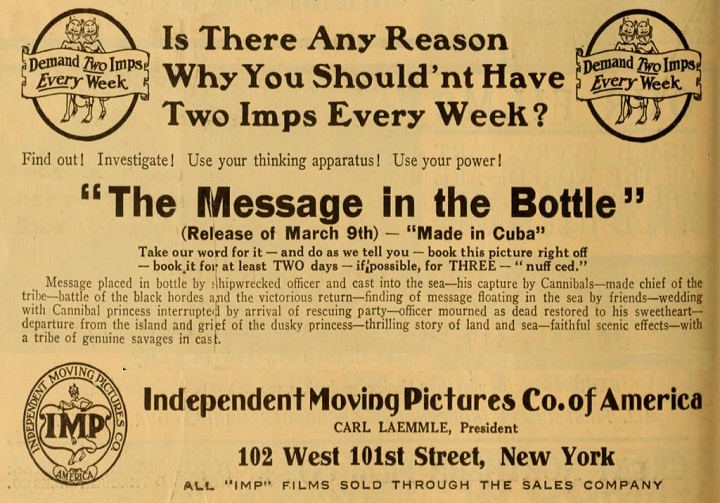 Demand Two Imps
Every Week
Is There Any Reason
Why You Should'nt Have
Two Imps Every Week?
Demand Two Imps
Every Week
Find out! Investigate! Use your thinking apparatus! Use your power!
"The Message in the Bottle"
(Release of March 9th) — "Made in Cuba"
Take our word for it — and do as we tell you — book this picture right off
— book it for at least TWO days — if possible, for THREE — "nuff ced."
Message placed in bottle by shipwrecked officer and cast into the sea—his capture by Cannibals—made chief of the
tribe—battle of the black hordes and the victorious return—finding of message floating in the sea by friends—wedding
with Cannibal princess interrupted by arrival of rescuing party—officer mourned as dead restored to his sweetheart—
departure from the island and grief of the dusky princess—thrilling story of land and sea—faithful scenic effects—with
a tribe of genuine savages in cast.
INDEPENDENT MOVING PICTURES CO.
IMP
OF
AMERICA
Independent Moving Pictures Co. of America
CARL LAEMMLE, President
102 West 101st Street, New York
ALL "IMP" FILMS SOLD THROUGH THE SALES COMPANY